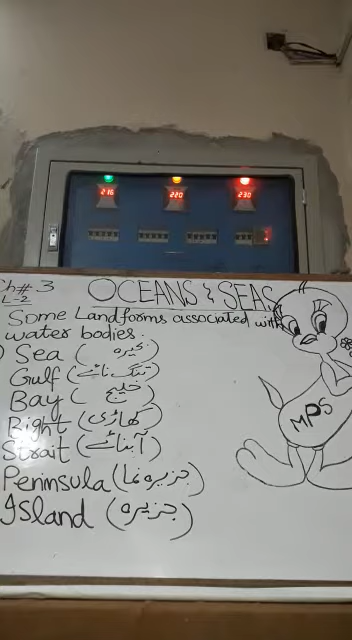 216 220 230
Ch# 3
L-2
OCEANS & SEAS
Some Landforms associated with
water bodies.
Sea (بحیرہ)
Gulf (تنگ نائے)
Bay (خلیج)
Bight (کھاڑی)
Strait (آبنائے)
Peninsula (جزیرہ نما)
Island (جزیرہ)
MPS